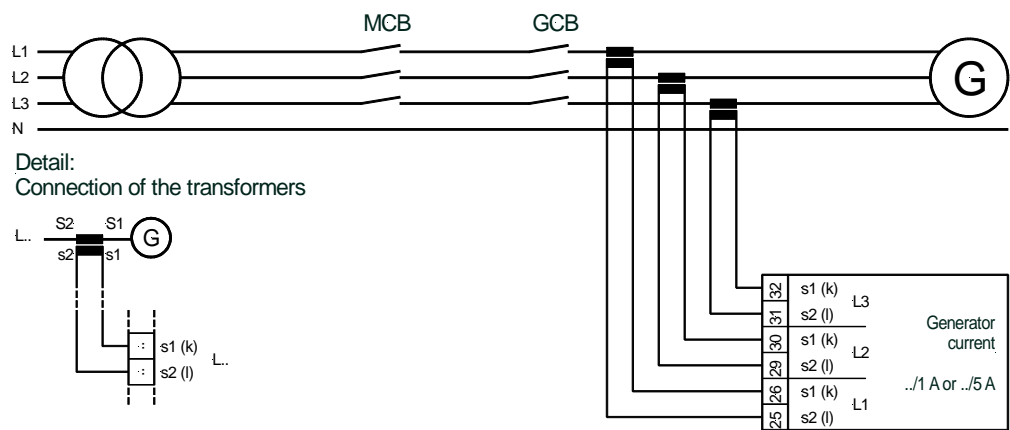 MCB GCB
L1
L2
L3
N
G
Detail:
Connection of the transformers
S2 S1
L.. G
s2 s1
s1 (k)
L..
s2 (l)
32 s1 (k)
L3
31 s2 (l)
30 s1 (k)
L2
29 s2 (l)
26 s1 (k)
L1
25 s2 (l)
Generator
current
../1 A or ../5 A